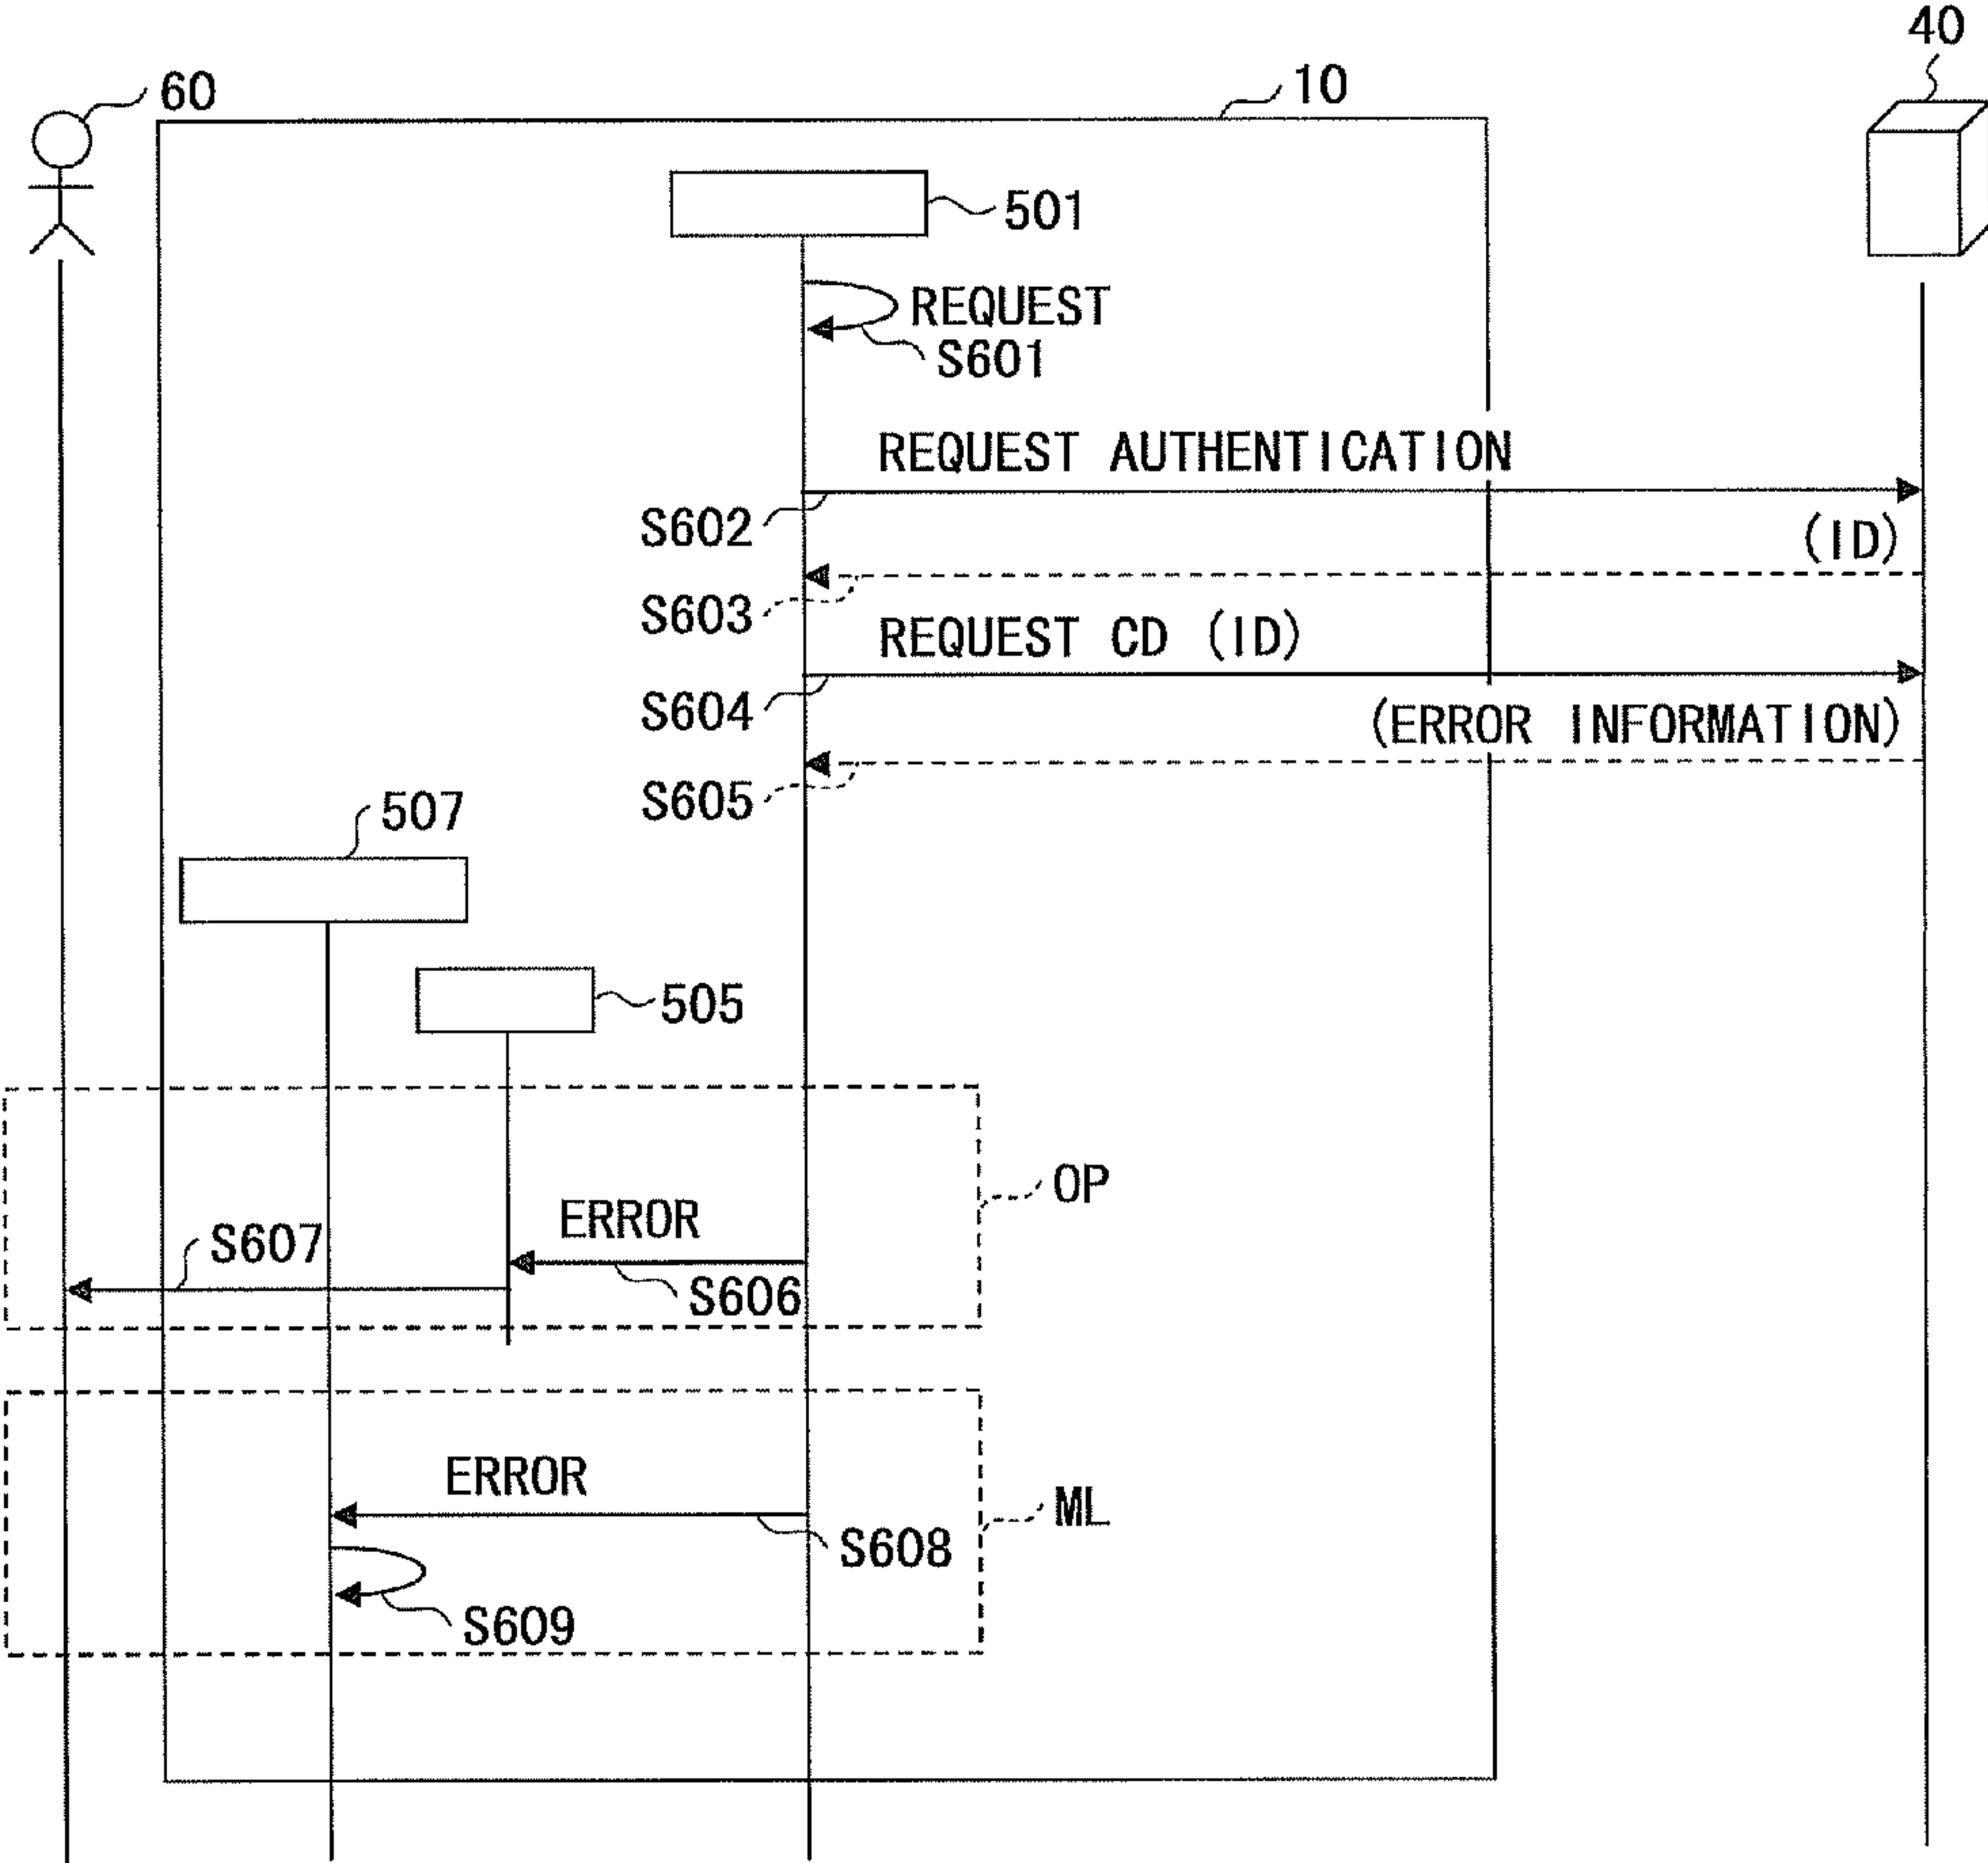 40
60
10
501
REQUEST
S601
REQUEST AUTHENTICATION
S602
(ID)
S603
REQUEST CD (ID)
S604
(ERROR INFORMATION)
S605
507
505
OP
ERROR
S607
S606
ERROR
ML
S608
S609